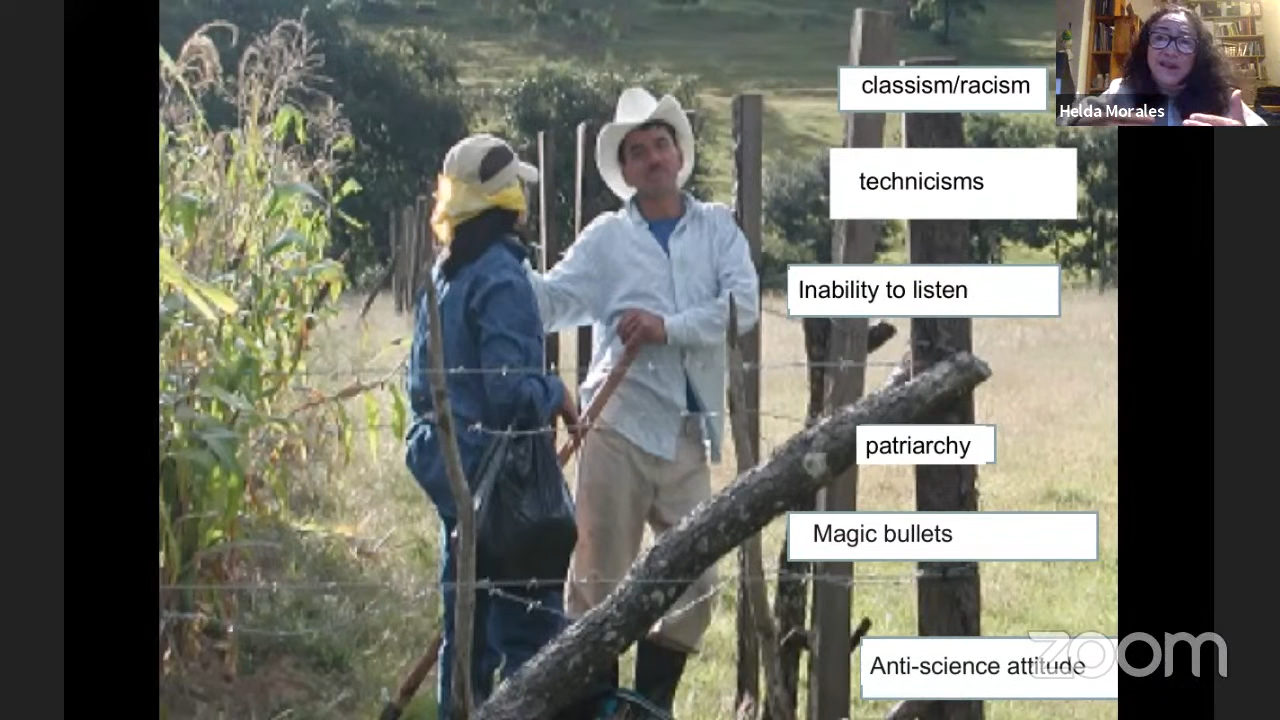 classism/racism
Helda Morales
technicisms
Inability to listen
patriarchy
Magic bullets
Anti-science attitude
zoom